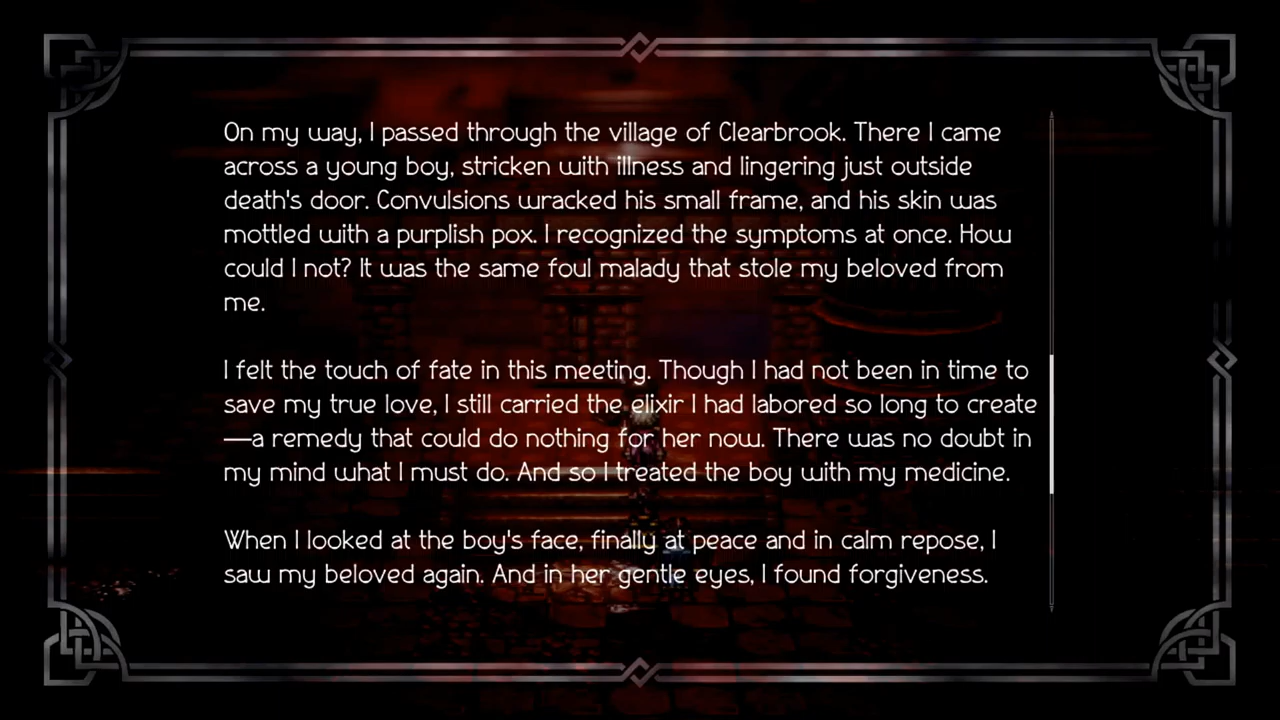 On my way, I passed through the village of Clearbrook. There I came
across a young boy, stricken with illness and lingering just outside
death's door. Convulsions wracked his small frame, and his skin was
mottled with a purplish pox. I recognized the symptoms at once. How
could I not? It was the same foul malady that stole my beloved from
me.
I felt the touch of fate in this meeting. Though I had not been in time to
save my true love, I still carried the elixir I had labored so long to create
—a remedy that could do nothing for her now. There was no doubt in
my mind what I must do. And so I treated the boy with my medicine.
When I looked at the boy's face, finally at peace and in calm repose, I
saw my beloved again. And in her gentle eyes, I found forgiveness.